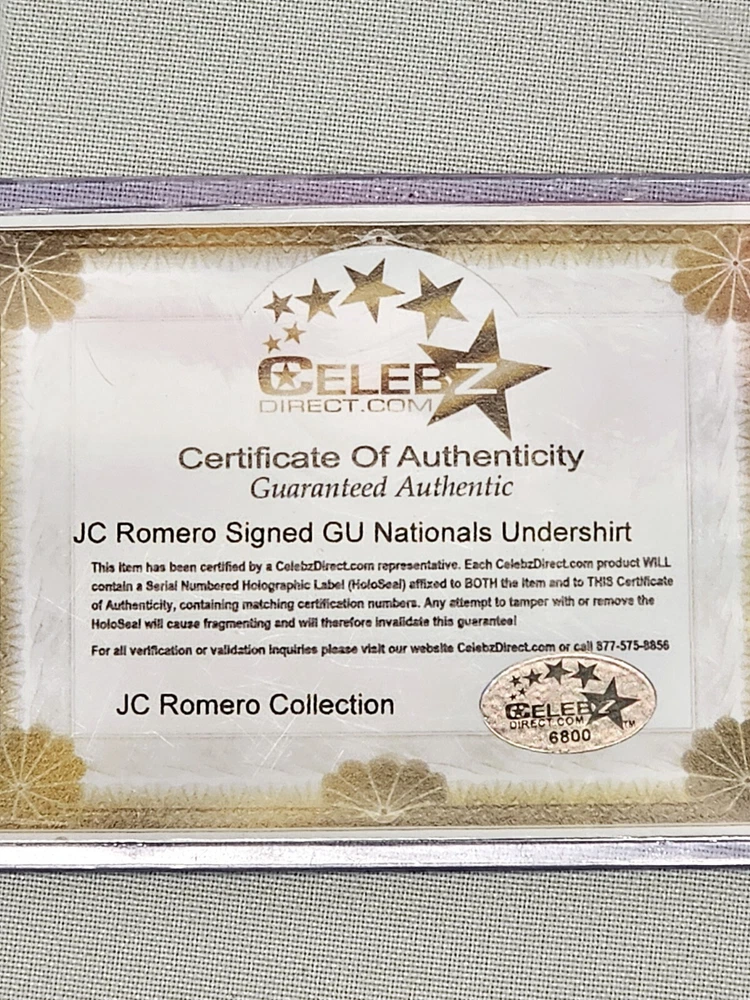 CELEBZ
DIRECT.COM
Certificate Of Authenticity
Guaranteed Authentic
JC Romero Signed GU Nationals Undershirt
This item has been certified by a CelebzDirect.com representative. Each CelebzDirect.com product WILL
contain a Serial Numbered Holographic Label (HoloSeal) affixed to BOTH the item and to THIS Certificate
of Authenticity, containing matching certification numbers. Any attempt to tamper with or remove the
HoloSeal will cause fragmenting and will therefore invalidate this guarantee!
For all verification or validation inquiries please visit our website CelebzDirect.com or call 877-575-8856
JC Romero Collection
CELEBZ
DIRECT.COM TM
6800